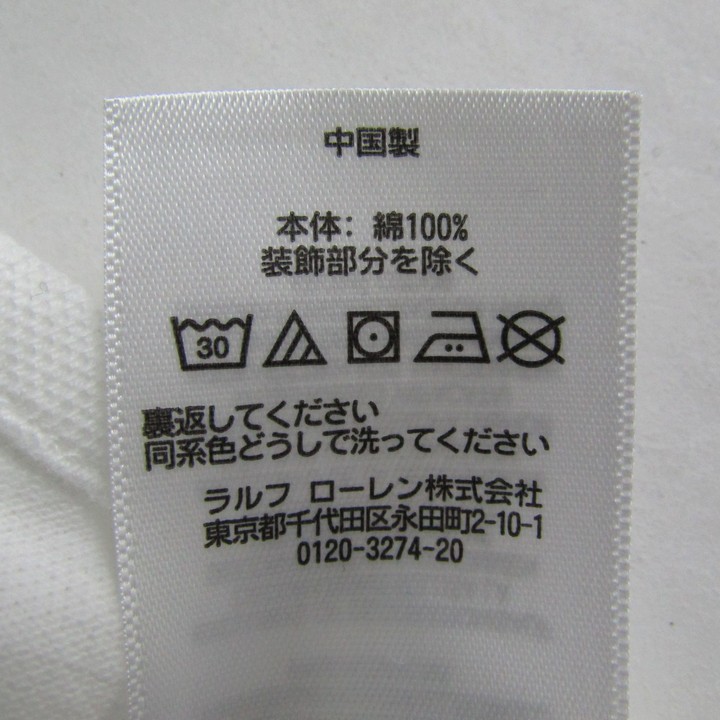 中国製
本体: 綿100%
装飾部分を除く
30
裏返してください
同系色どうしで洗ってください
ラルフ ローレン株式会社
東京都千代田区永田町2-10-1
0120-3274-20